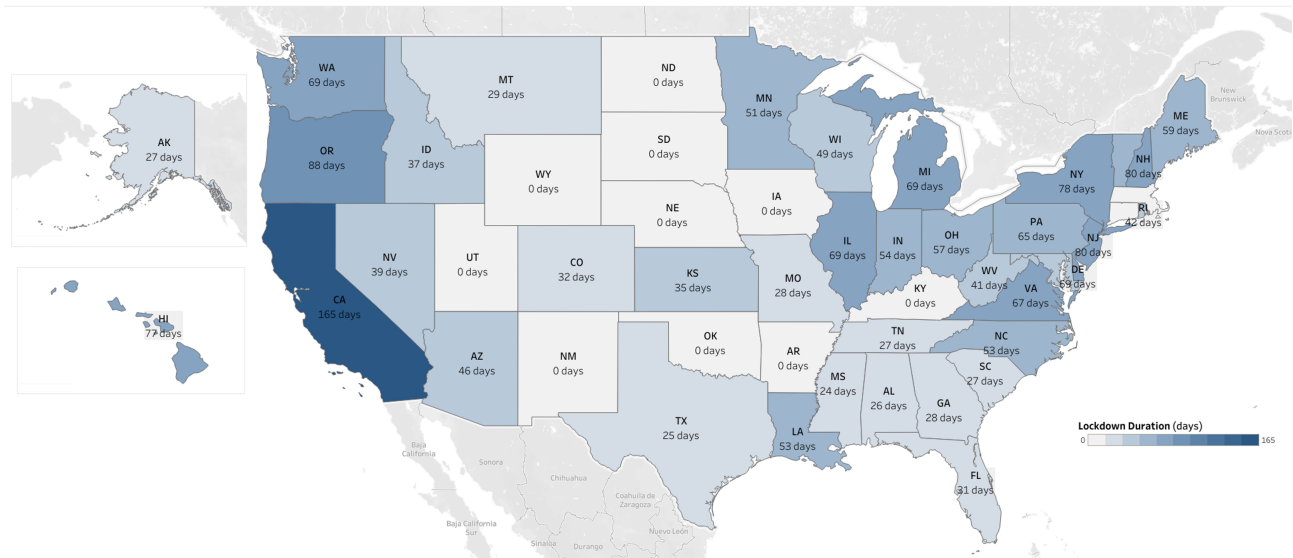 WA
69 days
MT
29 days
ND
0 days
MN
51 days
ME
59 days
New
Brunswick
Nova Scotia
AK
27 days
OR
88 days
ID
37 days
WY
0 days
SD
0 days
WI
49 days
MI
69 days
NY
78 days
NH
80 days
RI
42 days
NE
0 days
IA
0 days
NV
39 days
UT
0 days
CO
32 days
KS
35 days
MO
28 days
IL
69 days
IN
54 days
OH
57 days
PA
65 days
NJ
80 days
WV
41 days
DE
69 days
VA
67 days
KY
0 days
CA
165 days
HI
77 days
AZ
46 days
NM
0 days
OK
0 days
AR
0 days
TN
27 days
NC
53 days
SC
27 days
MS
24 days
AL
26 days
GA
28 days
TX
25 days
LA
53 days
FL
31 days
Lockdown Duration (days)
0
165
Baja
California
Sonora
Chihuahua
Coahuila de
Zaragoza
Baja California
Sur
Sinaloa
Durango
Nuevo León